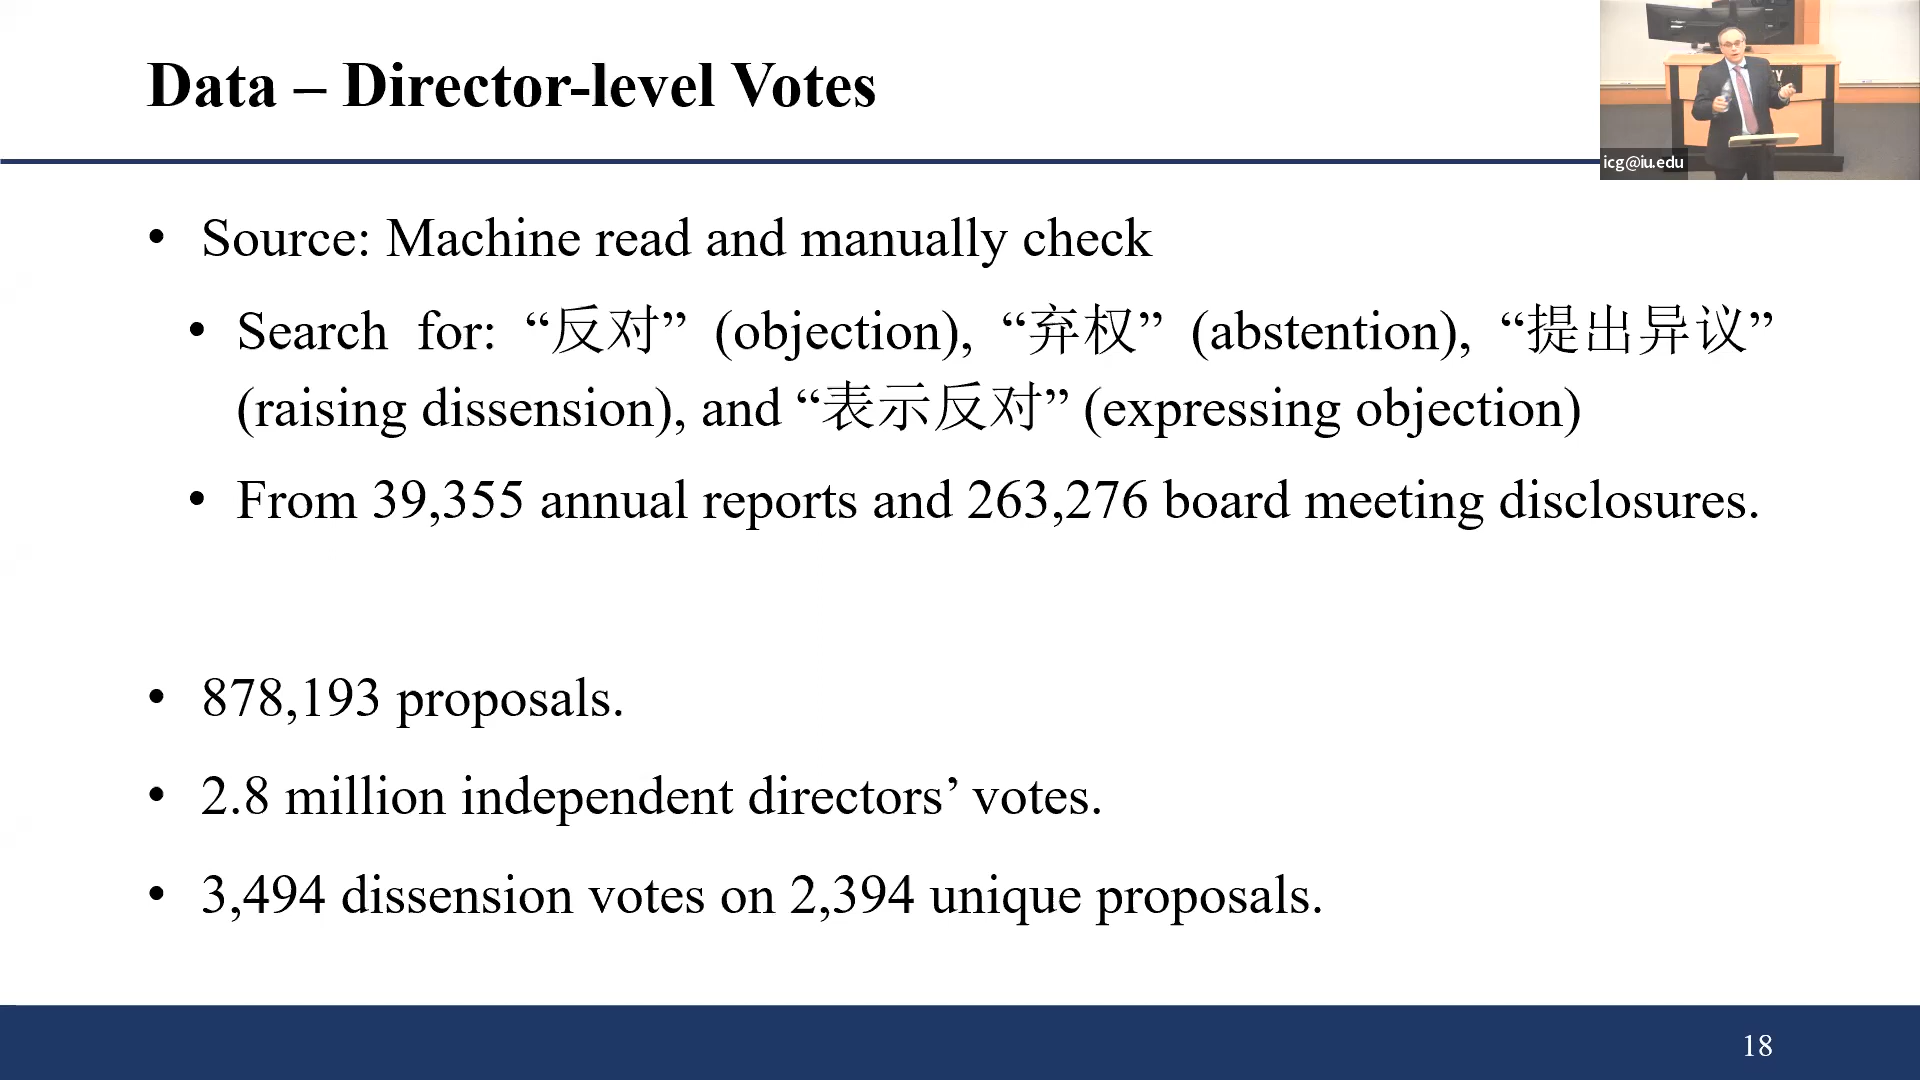 Data – Director-level Votes
icg@iu.edu
• Source: Machine read and manually check
• Search for: “反对” (objection), “弃权” (abstention), “提出异议”
(raising dissension), and “表示反对” (expressing objection)
• From 39,355 annual reports and 263,276 board meeting disclosures.
• 878,193 proposals.
• 2.8 million independent directors’ votes.
• 3,494 dissension votes on 2,394 unique proposals.
18